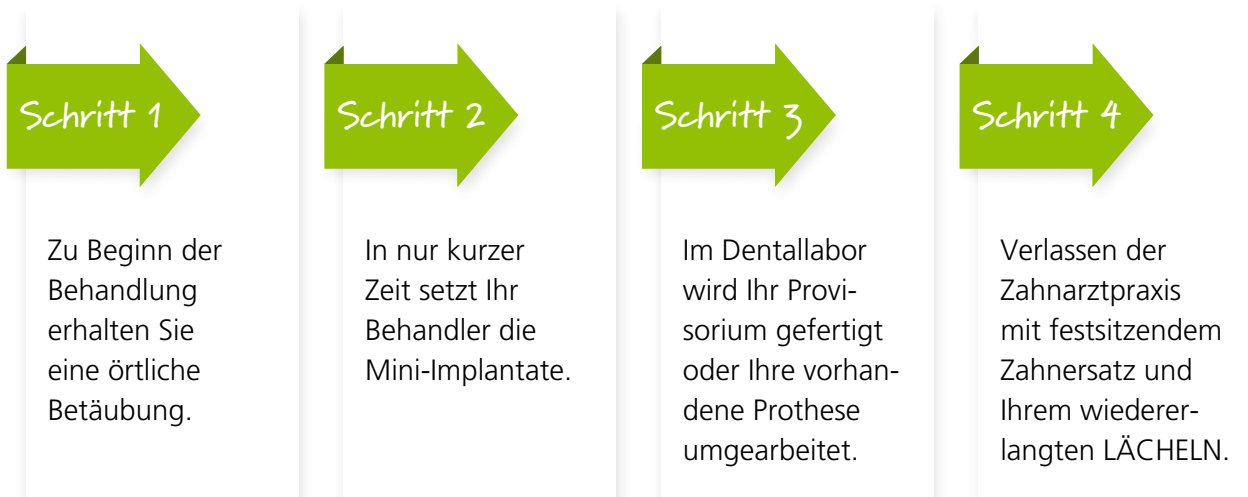 Schritt 1
Zu Beginn der
Behandlung
erhalten Sie
eine örtliche
Betäubung.
Schritt 2
In nur kurzer
Zeit setzt Ihr
Behandler die
Mini-Implantate.
Schritt 3
Im Dentallabor
wird Ihr Provi-
sorium gefertigt
oder Ihre vorhan-
dene Prothese
umgearbeitet.
Schritt 4
Verlassen der
Zahnarztpraxis
mit festsitzendem
Zahnersatz und
Ihrem wiederer-
langten LÄCHELN.